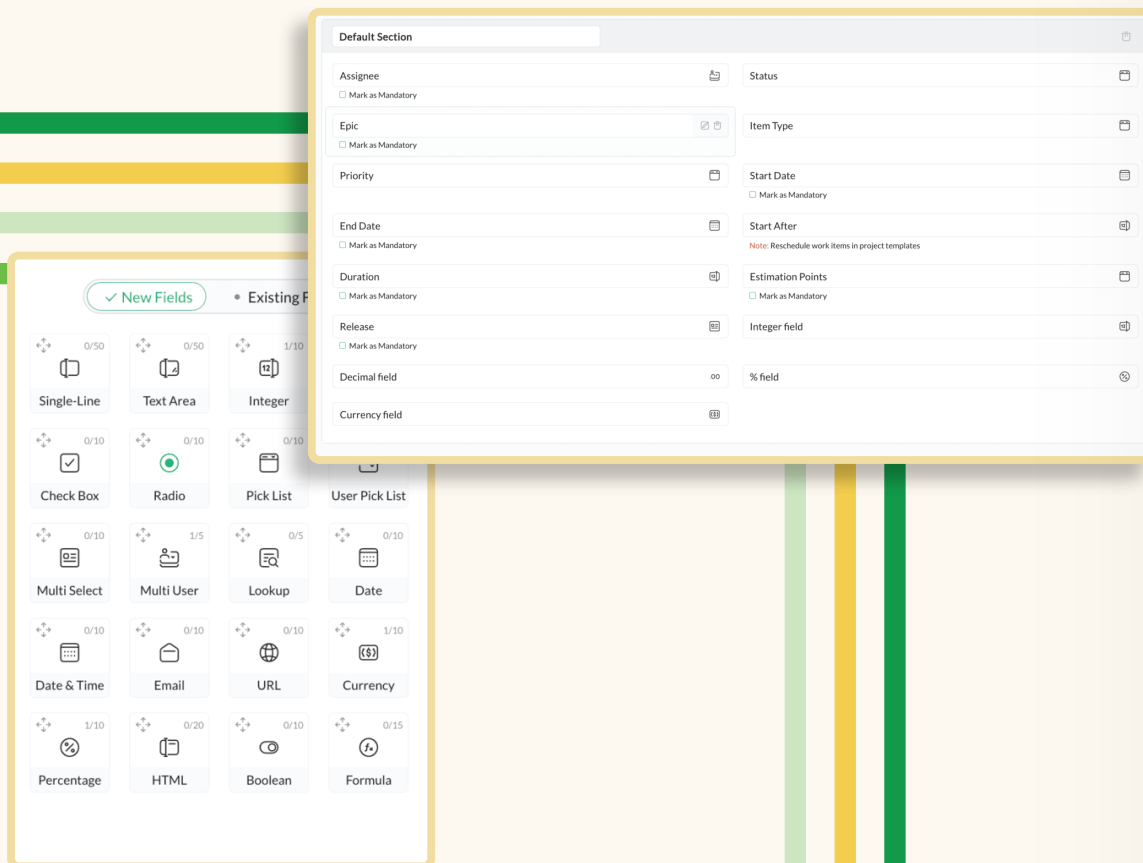 Default Section
Assignee
Mark as Mandatory
Status
Epic
Mark as Mandatory
Item Type
Priority
Start Date
Mark as Mandatory
End Date
Mark as Mandatory
Start After
Note: Reschedule work items in project templates
Duration
Mark as Mandatory
Estimation Points
Mark as Mandatory
Release
Mark as Mandatory
Integer field
Decimal field
.00
% field
%
Currency field
New Fields
Existing
0/50
Single-Line
0/50
Text Area
1/10
12
Integer
0/10
Check Box
0/10
Radio
0/10
Pick List
User Pick List
0/10
Multi Select
1/5
Multi User
0/5
Lookup
0/10
Date
0/10
Date & Time
0/10
Email
0/10
URL
1/10
($)
Currency
1/10
%
Percentage
0/20
HTML
0/10
Boolean
0/15
Formula